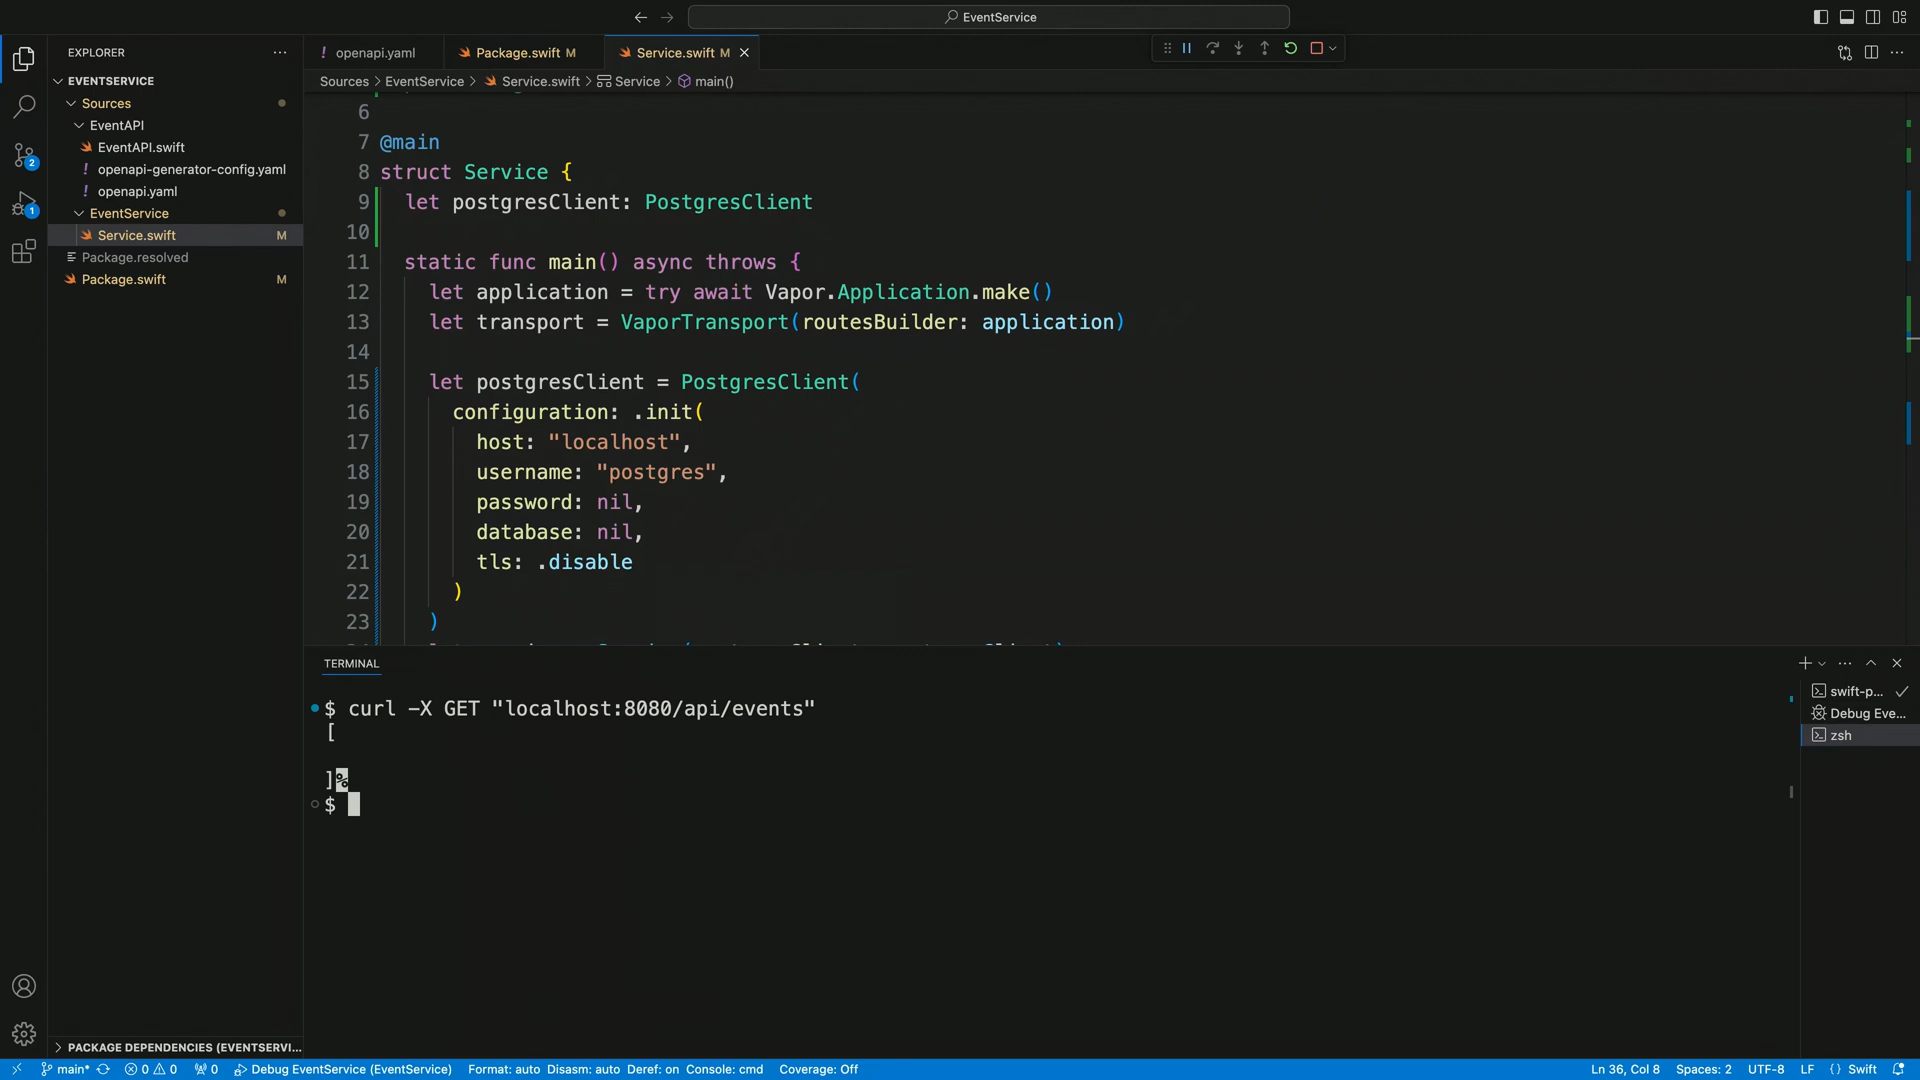 EventService
EXPLORER
EVENTSERVICE
Sources
EventAPI
EventAPI.swift
! openapi-generator-config.yaml
! openapi.yaml
EventService
Service.swift M
Package.resolved
Package.swift M
2
1
PACKAGE DEPENDENCIES (EVENTSERVI...
! openapi.yaml
Package.swift M
Service.swift M
Sources > EventService > Service.swift > Service > main()
6
7 @main
8 struct Service {
9 let postgresClient: PostgresClient
10
11 static func main() async throws {
12 let application = try await Vapor.Application.make()
13 let transport = VaporTransport(routesBuilder: application)
14
15 let postgresClient = PostgresClient(
16 configuration: .init(
17 host: "localhost",
18 username: "postgres",
19 password: nil,
20 database: nil,
21 tls: .disable
22 )
23 )
TERMINAL
$ curl -X GET "localhost:8080/api/events"
[
]%
$
swift-p...
Debug Eve...
zsh
main* 0 0 0 Debug EventService (EventService) Format: auto Disasm: auto Deref: on Console: cmd Coverage: Off
Ln 36, Col 8 Spaces: 2 UTF-8 LF {} Swift